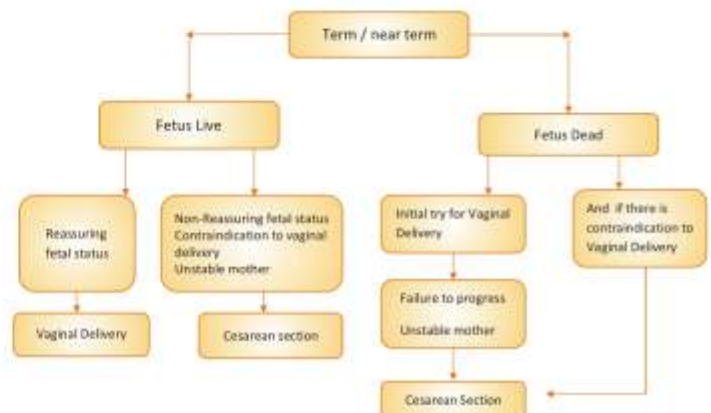 Term / near term
Fetus Live
Fetus Dead
Reassuring
fetal status
Non-Reassuring fetal status
Contraindication to vaginal
delivery
Unstable mother
Initial try for Vaginal
Delivery
And if there is
contraindication to
Vaginal Delivery
Vaginal Delivery
Cesarean section
Failure to progress
Unstable mother
Cesarean Section